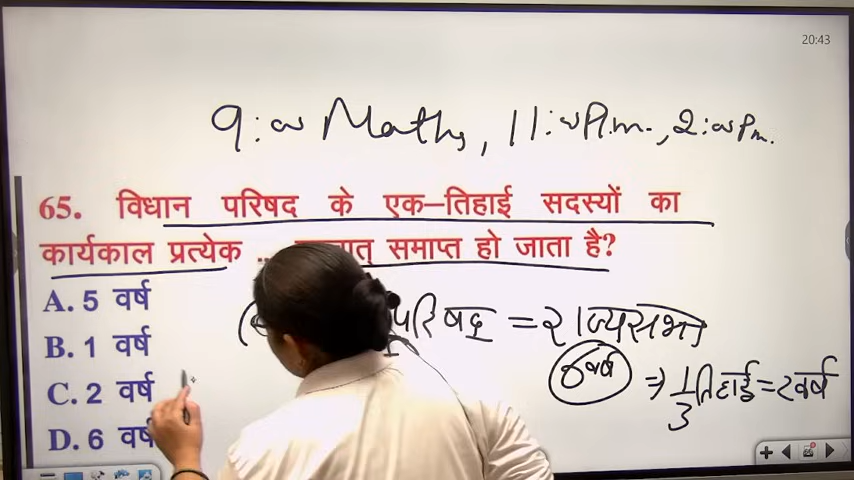 20:43
9:00 Maths, 11:00 P.m., 2:00 P.m.
65. विधान परिषद के एक–तिहाई सदस्यों का
कार्यकाल प्रत्येक .. समाप्त हो जाता है?
A. 5 वर्ष
B. 1 वर्ष
C. 2 वर्ष
D. 6 वर्ष
परिषद = राज्यसभा
6 वर्ष ⇒ 1/3 तिहाई = 2 वर्ष